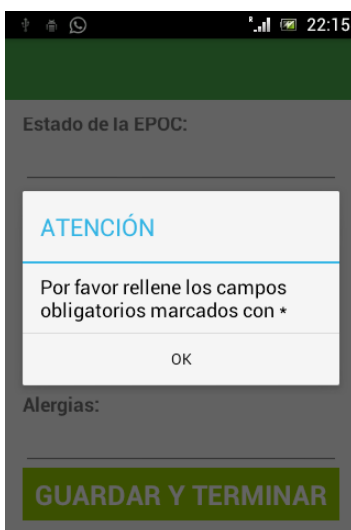 22:15
Estado de la EPOC:
ATENCIÓN
Por favor rellene los campos
obligatorios marcados con *
OK
Alergias:
GUARDAR Y TERMINAR